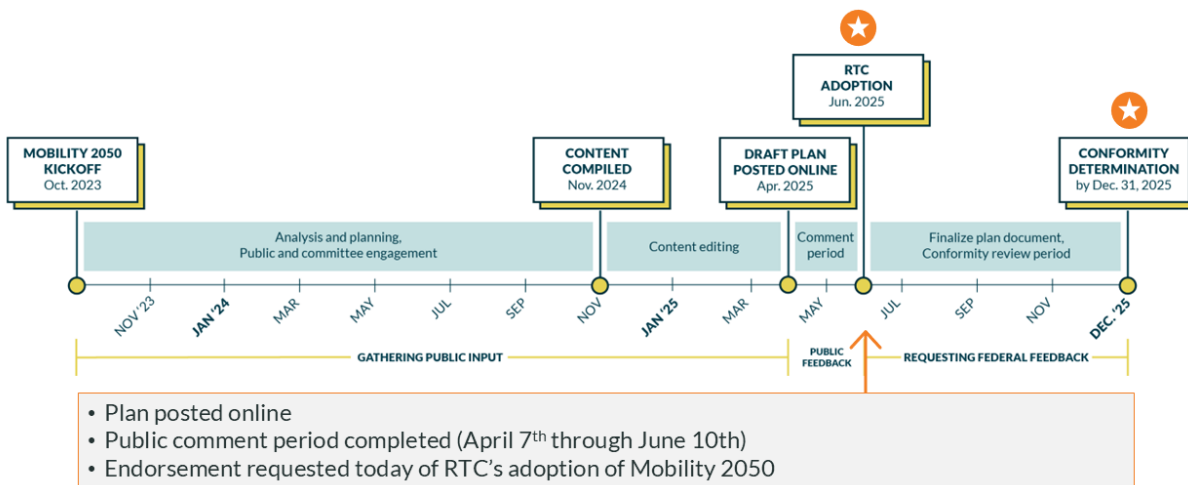 RTC
ADOPTION
Jun. 2025
MOBILITY 2050
KICKOFF
Oct. 2023
CONTENT
COMPILED
Nov. 2024
DRAFT PLAN
POSTED ONLINE
Apr. 2025
CONFORMITY
DETERMINATION
by Dec. 31, 2025
Analysis and planning,
Public and committee engagement
Content editing
Comment
period
Finalize plan document,
Conformity review period
NOV '23
JAN '24
MAR
MAY
JUL
SEP
NOV
JAN '25
MAR
MAY
JUL
SEP
NOV
DEC. '25
GATHERING PUBLIC INPUT
PUBLIC
FEEDBACK
REQUESTING FEDERAL FEEDBACK
• Plan posted online
• Public comment period completed (April 7th through June 10th)
• Endorsement requested today of RTC's adoption of Mobility 2050